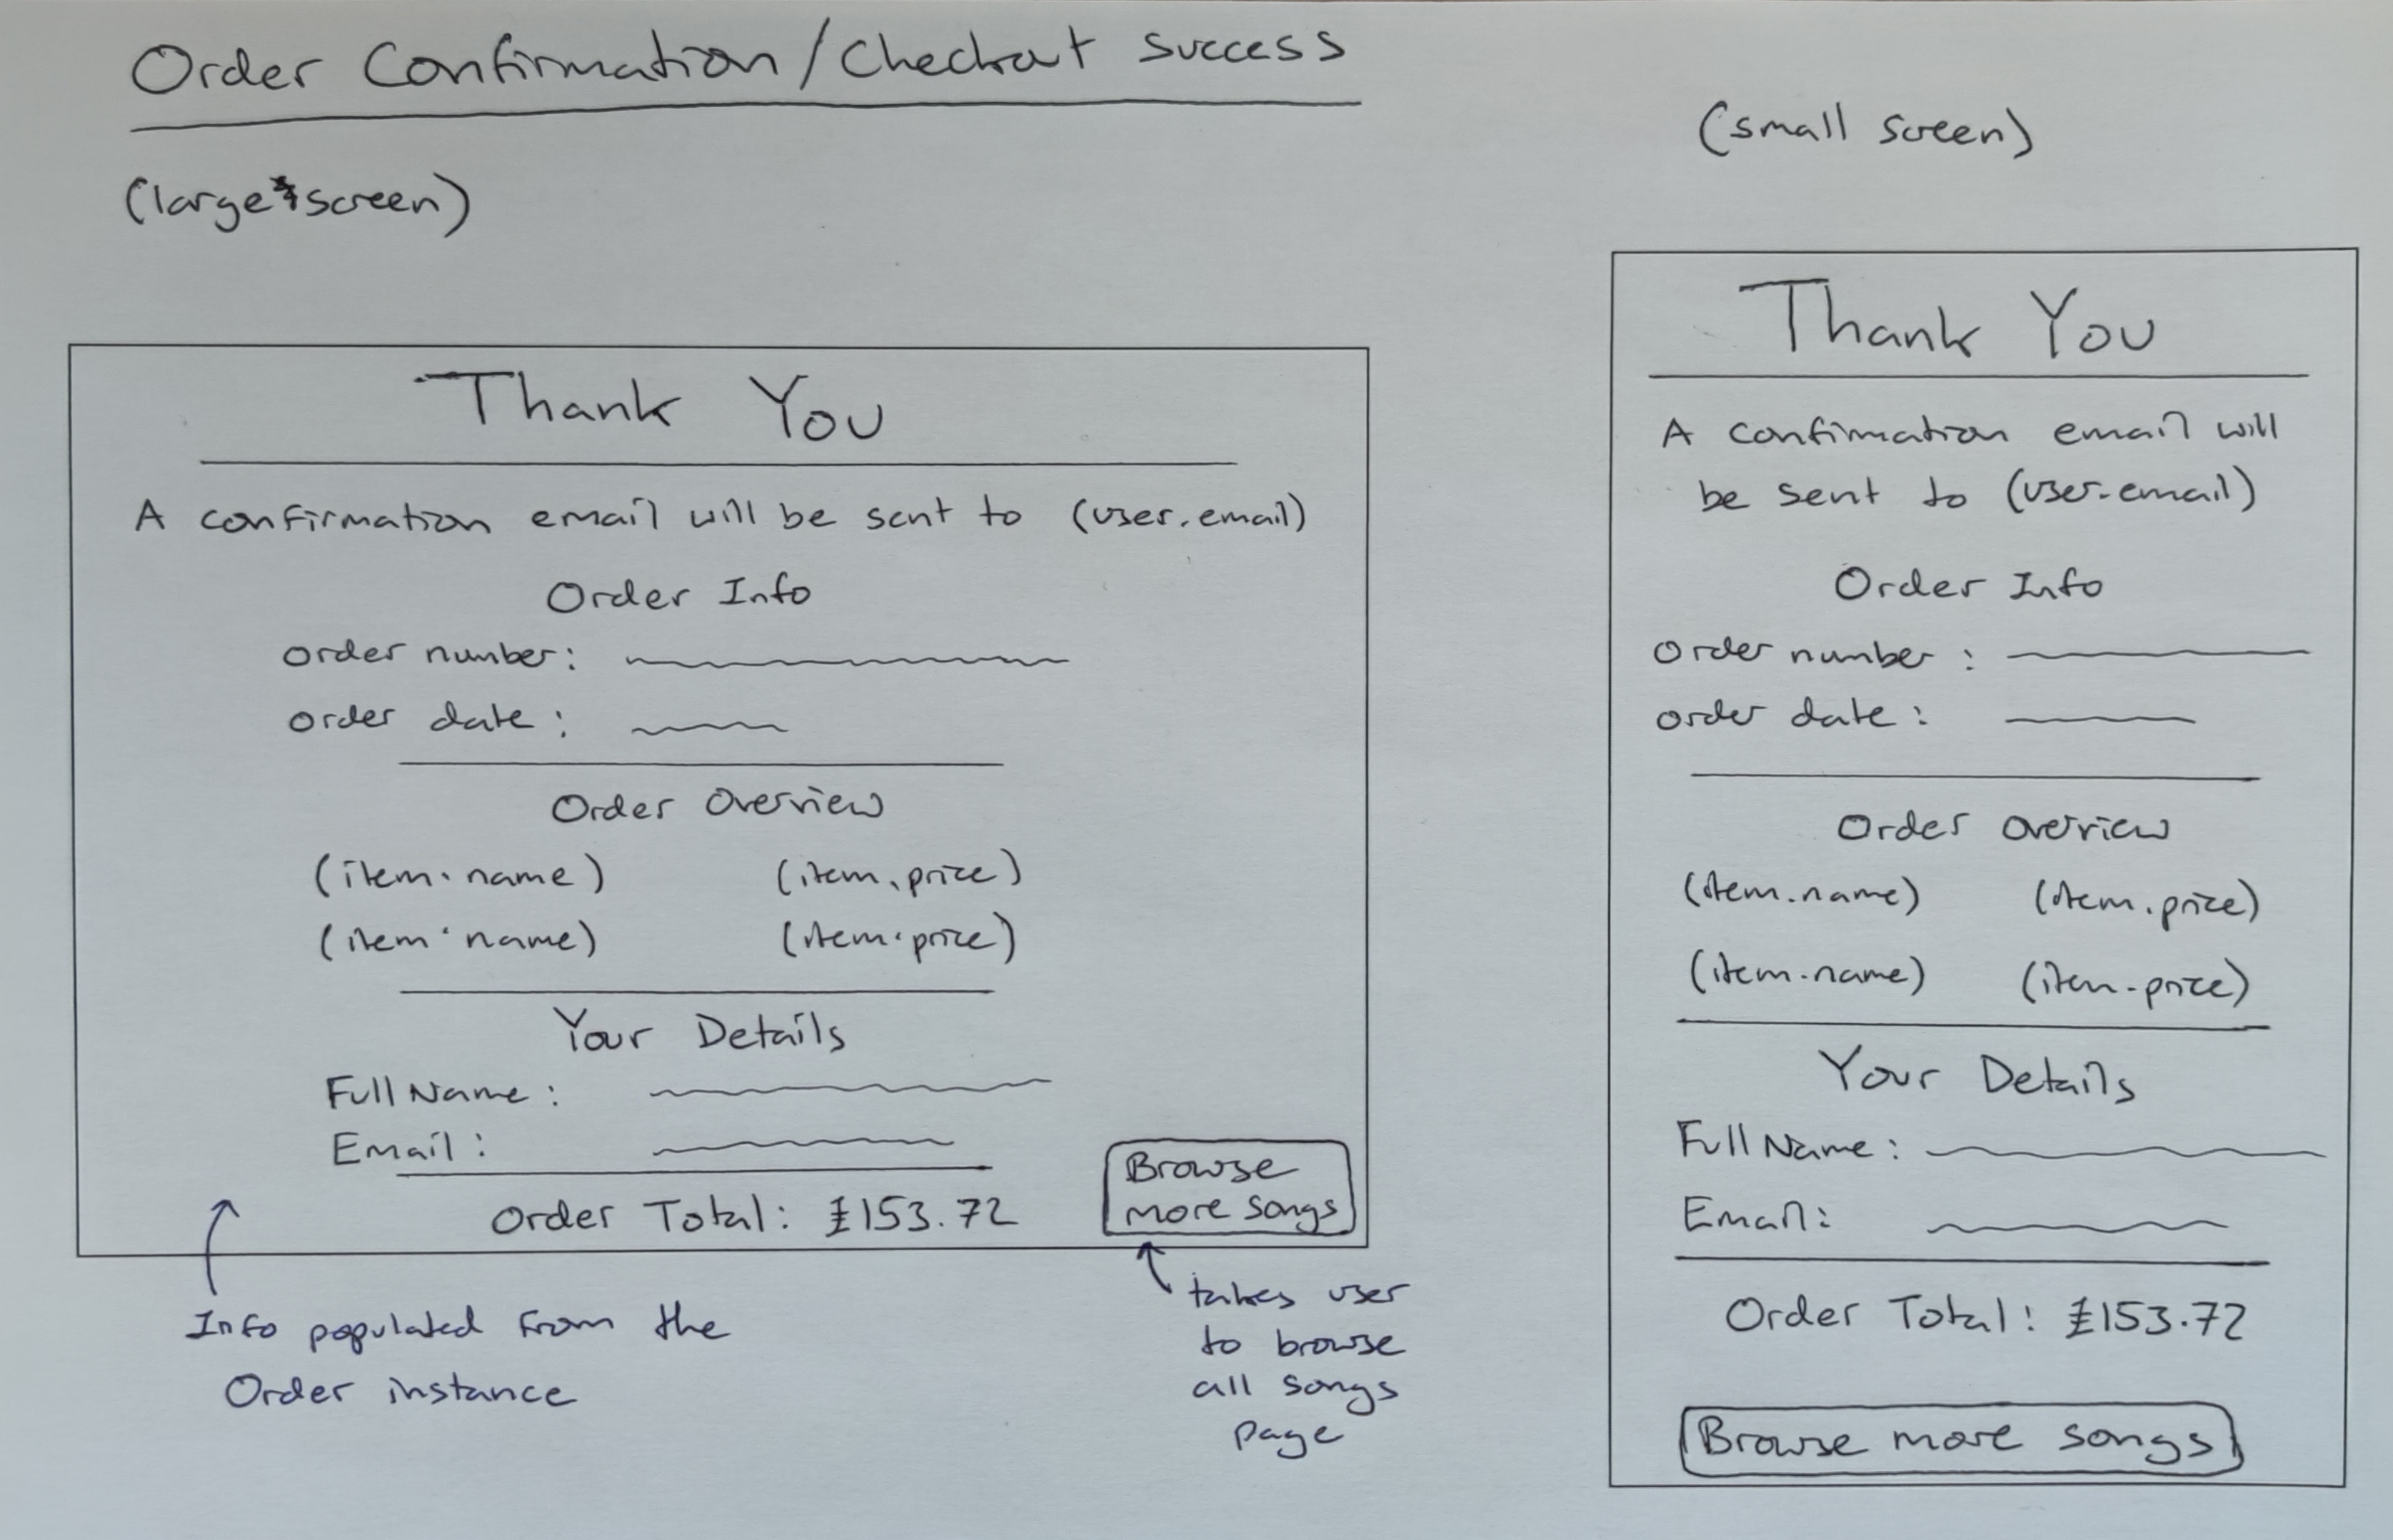 Order Confirmation/Checkout success
(large screen)
Thank You
A confirmation email will be sent to (user.email)
Order Info
order number:
order date:
Order Overview
(item.name) (item.price)
(item.name) (item.price)
Your Details
Full Name:
Email:
Order Total: £153.72
Browse
more songs
Info populated from the
Order instance
takes user
to browse
all songs
page
(small screen)
Thank You
A confirmation email will
be sent to (user.email)
Order Info
Order number:
order date:
Order overview
(item.name) (item.price)
(item.name) (item.price)
Your Details
Full Name:
Email:
Order Total: £153.72
Browse more songs